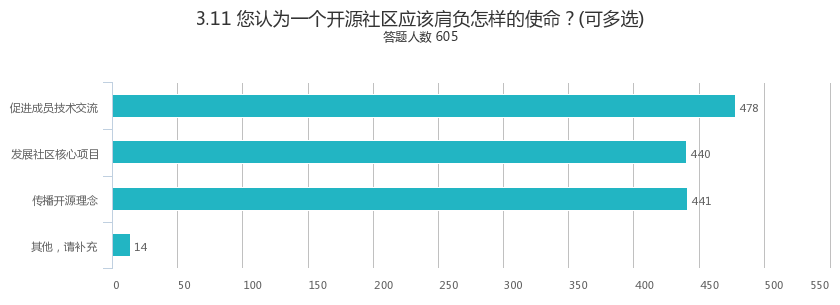 3.11 您认为一个开源社区应该肩负怎样的使命？(可多选)
答题人数 605
促进成员技术交流
478
发展社区核心项目
440
传播开源理念
441
其他，请补充
14
0 50 100 150 200 250 300 350 400 450 500 550